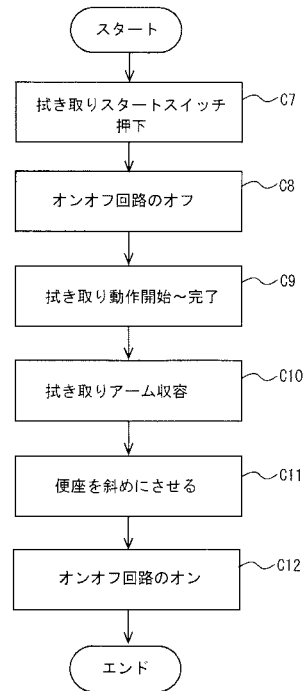 スタート
拭き取りスタートスイッチ
押下
C7
オンオフ回路のオフ
C8
拭き取り動作開始～完了
C9
拭き取りアーム収容
C10
便座を斜めにさせる
C11
オンオフ回路のオン
C12
エンド